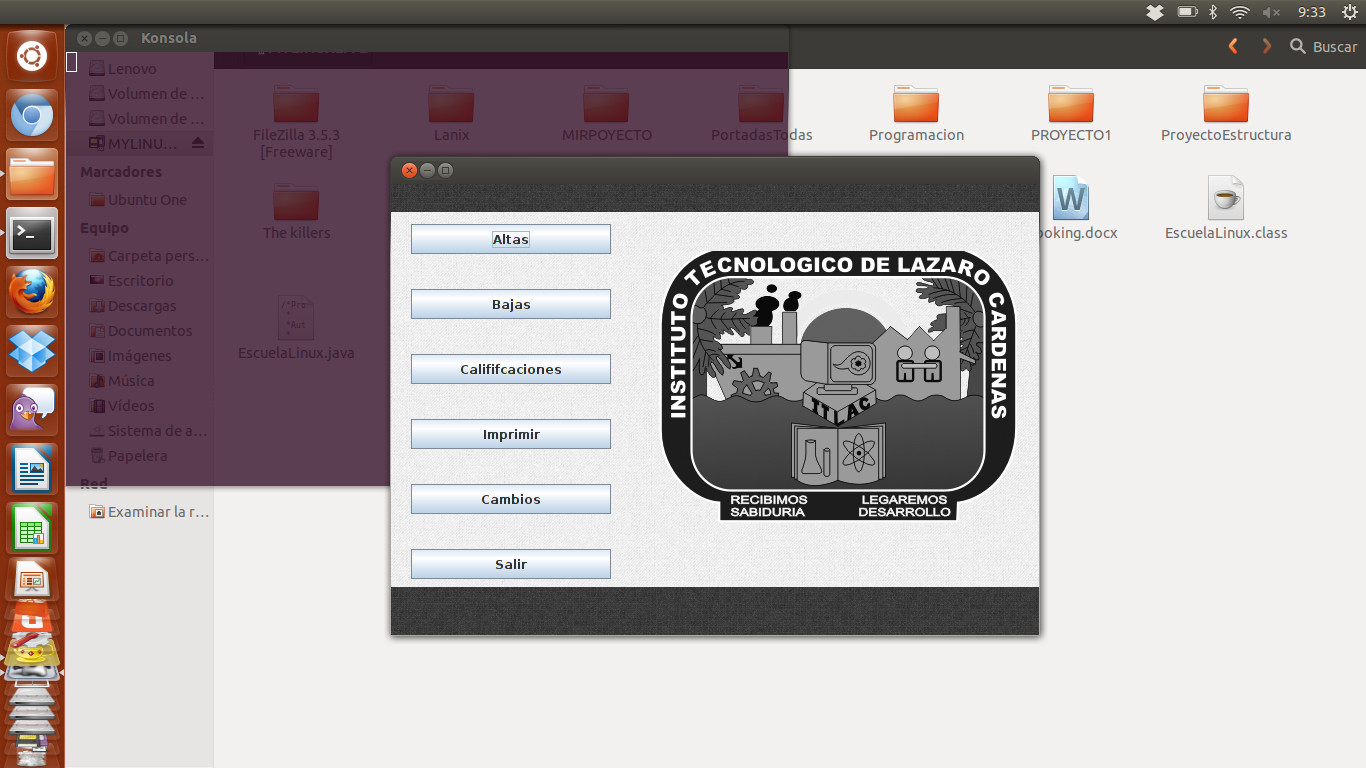 9:33
Konsola
Buscar
Lenovo
Volumen de ...
Volumen de ...
MYLINU...
Marcadores
Ubuntu One
Equipo
Carpeta pers...
Escritorio
Descargas
Documentos
Imágenes
Música
Vídeos
Sistema de a...
Papelera
Red
Examinar la r...
FileZilla 3.5.3
[Freeware]
Lanix
MIRPOYECTO
PortadasTodas
Programacion
PROYECTO1
ProyectoEstructura
The killers
W
ooking.docx
EscuelaLinux.class
/*Pro
*
*Aut
EscuelaLinux.java
Altas
Bajas
Calififcaciones
Imprimir
Cambios
Salir
INSTITUTO TECNOLOGICO DE LAZARO CARDENAS
ITLAC
RECIBIMOS
SABIDURIA
LEGAREMOS
DESARROLLO